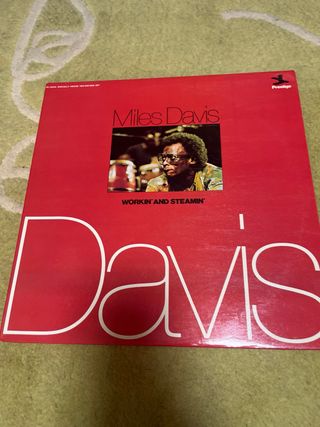 Prestige
Miles Davis
WORKIN' AND STEAMIN'
Davis